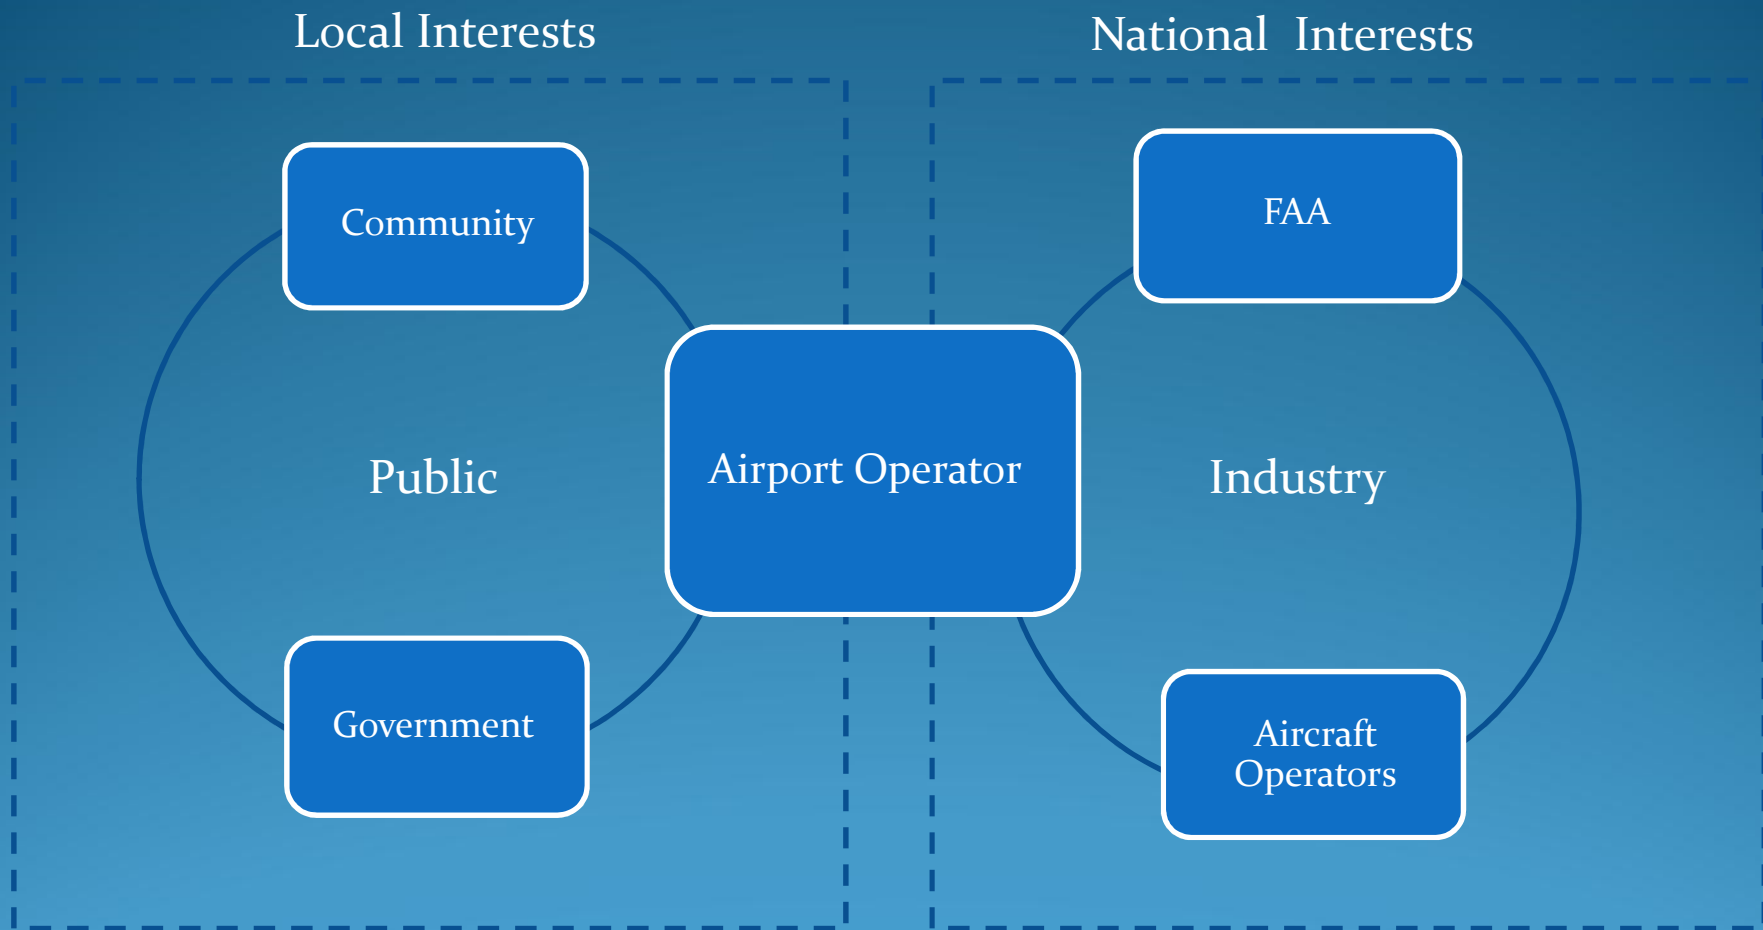 Local Interests
National Interests
Community
FAA
Public
Airport Operator
Industry
Government
Aircraft
Operators